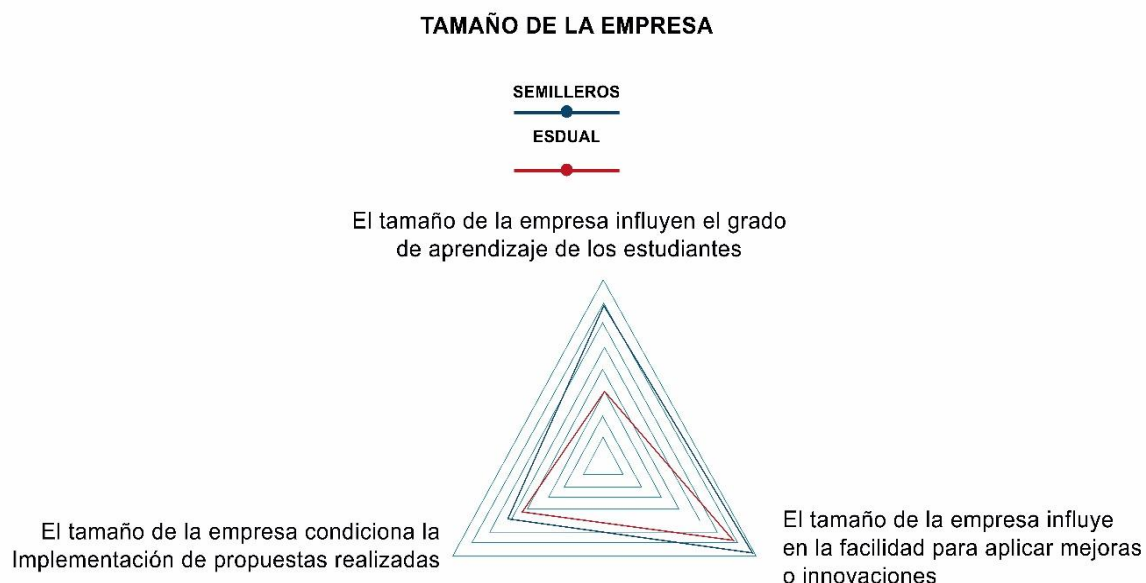 TAMAÑO DE LA EMPRESA
SEMILLEROS
ESDUAL
El tamaño de la empresa influyen el grado
de aprendizaje de los estudiantes
El tamaño de la empresa condiciona la
Implementación de propuestas realizadas
El tamaño de la empresa influye
en la facilidad para aplicar mejoras
o innovaciones